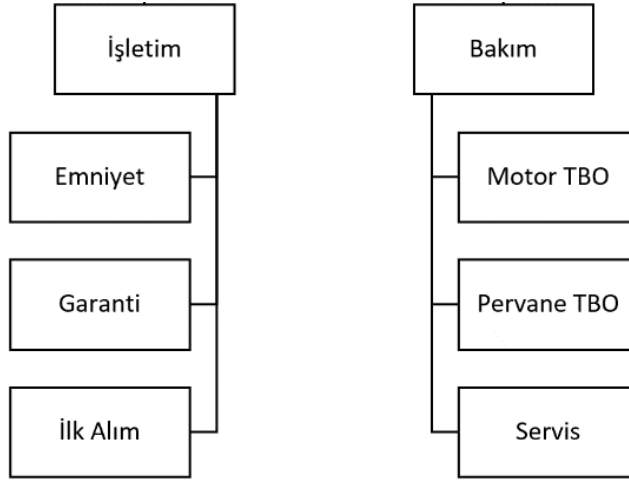 İşletim
Bakım
Emniyet
Motor TBO
Garanti
Pervane TBO
İlk Alım
Servis